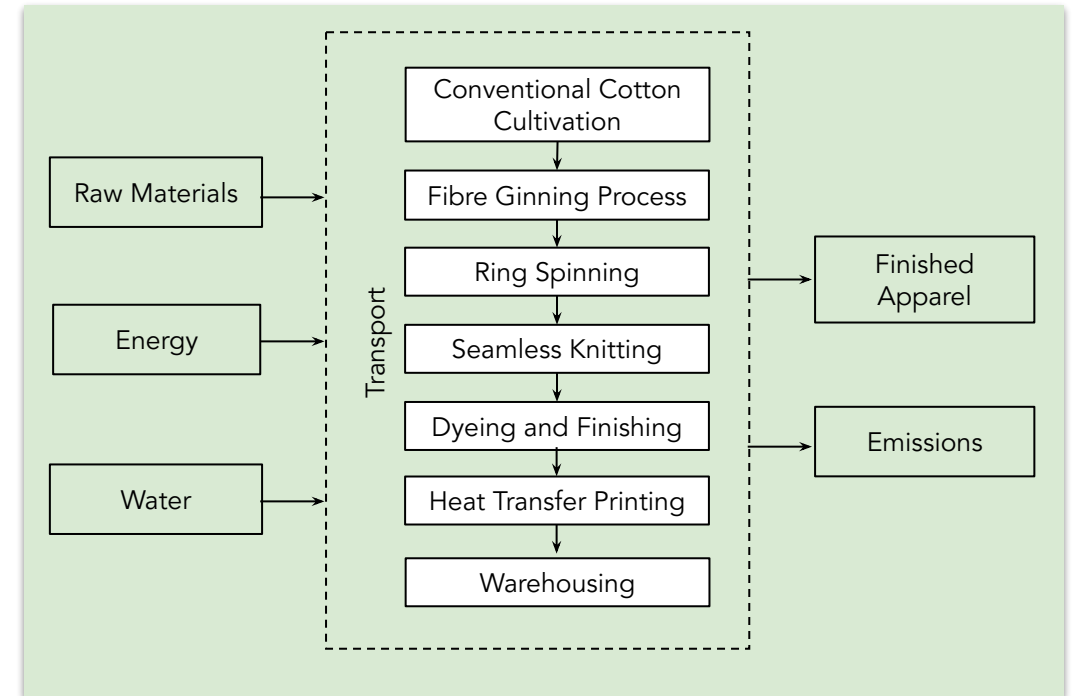 Conventional Cotton
Cultivation
Raw Materials
Fibre Ginning Process
Ring Spinning
Finished
Apparel
Energy
Transport
Seamless Knitting
Dyeing and Finishing
Emissions
Water
Heat Transfer Printing
Warehousing